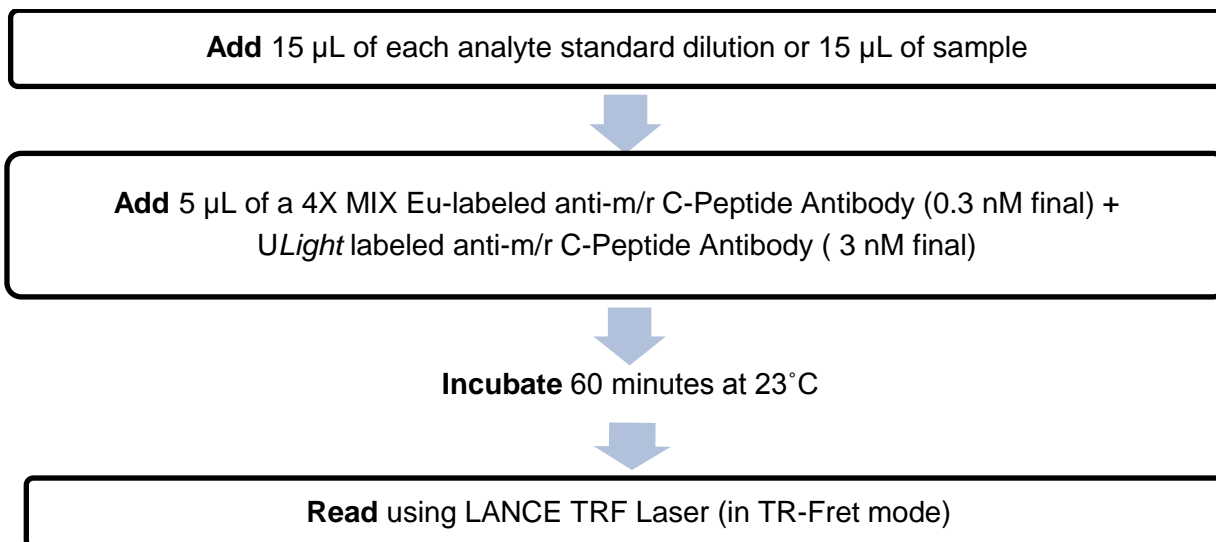 Add 15 µL of each analyte standard dilution or 15 µL of sample
Add 5 µL of a 4X MIX Eu-labeled anti-m/r C-Peptide Antibody (0.3 nM final) +
ULight labeled anti-m/r C-Peptide Antibody ( 3 nM final)
Incubate 60 minutes at 23˚C
Read using LANCE TRF Laser (in TR-Fret mode)